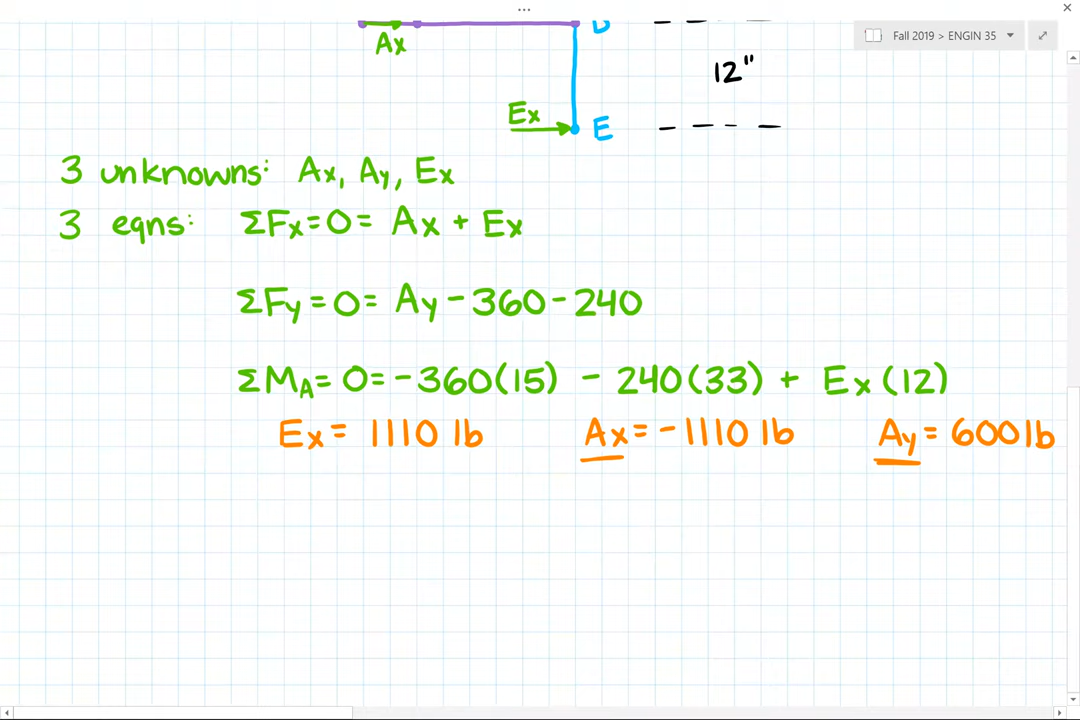 Fall 2019 > ENGIN 35
Ax
12"
Ex
E
3 unknowns: Ax, Ay, Ex
3 eqns: ΣFx=0= Ax + Ex
ΣFy=0= Ay -360-240
ΣMA=0=-360(15) - 240(33) + Ex(12)
Ex= 1110 lb Ax=-1110 lb Ay= 600lb